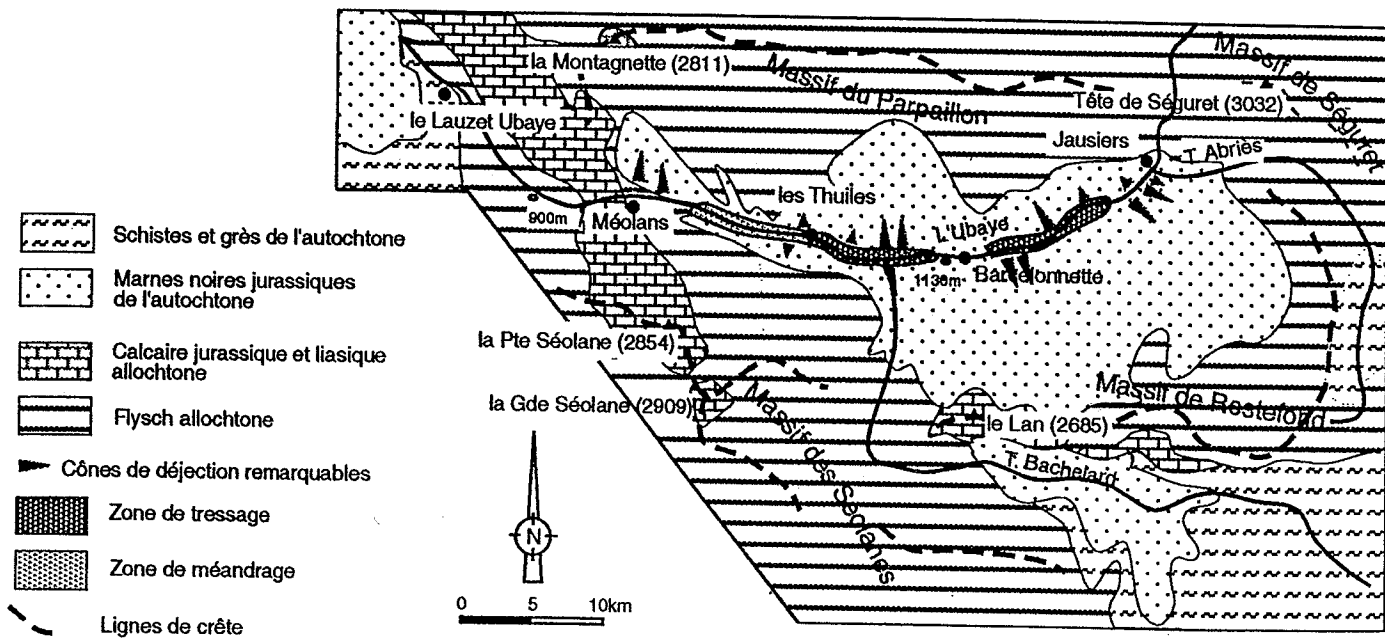 Massif de Séguret
la Montagnette (2811)
Massif du Parpaillon
Tête de Séguret (3032)
le Lauzet Ubaye
Jausiers
T. Abriès
les Thuiles
900m
Méolans
L'Ubaye
1136m
Barcelonnette
la Pte Séolane (2854)
la Gde Séolane (2909)
Massif des Séolanes
Massif de Restefond
le Lan (2685)
T. Bachelard
Schistes et grès de l'autochtone
Marnes noires jurassiques
de l'autochtone
Calcaire jurassique et liasique
allochtone
Flysch allochtone
Cônes de déjection remarquables
Zone de tressage
Zone de méandrage
Lignes de crête
N
0 5 10km